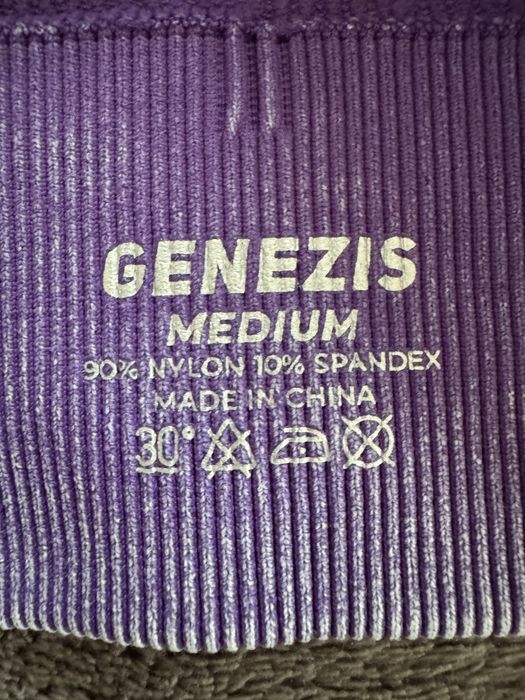 GENEZIS
MEDIUM
90% NYLON 10% SPANDEX
MADE IN CHINA
30°